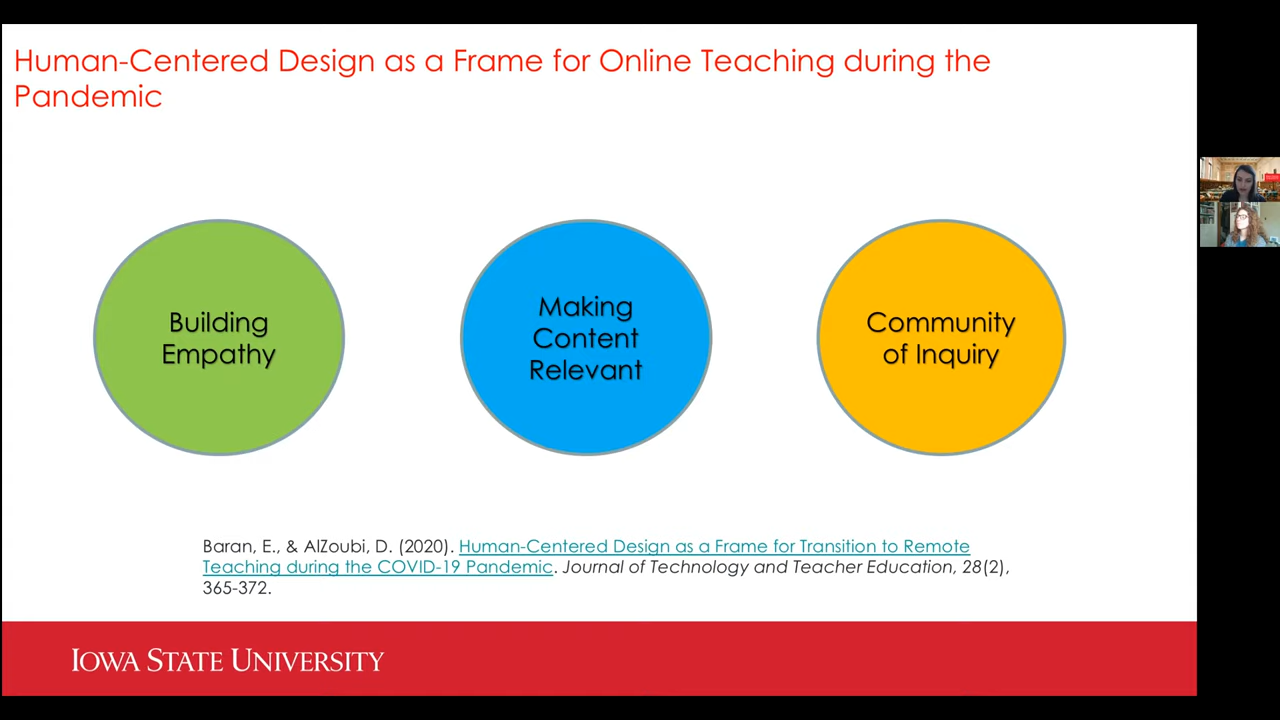 Human-Centered Design as a Frame for Online Teaching during the
Pandemic
Building
Empathy
Making
Content
Relevant
Community
of Inquiry
Baran, E., & AlZoubi, D. (2020). Human-Centered Design as a Frame for Transition to Remote
Teaching during the COVID-19 Pandemic. Journal of Technology and Teacher Education, 28(2),
365-372.
IOWA STATE UNIVERSITY